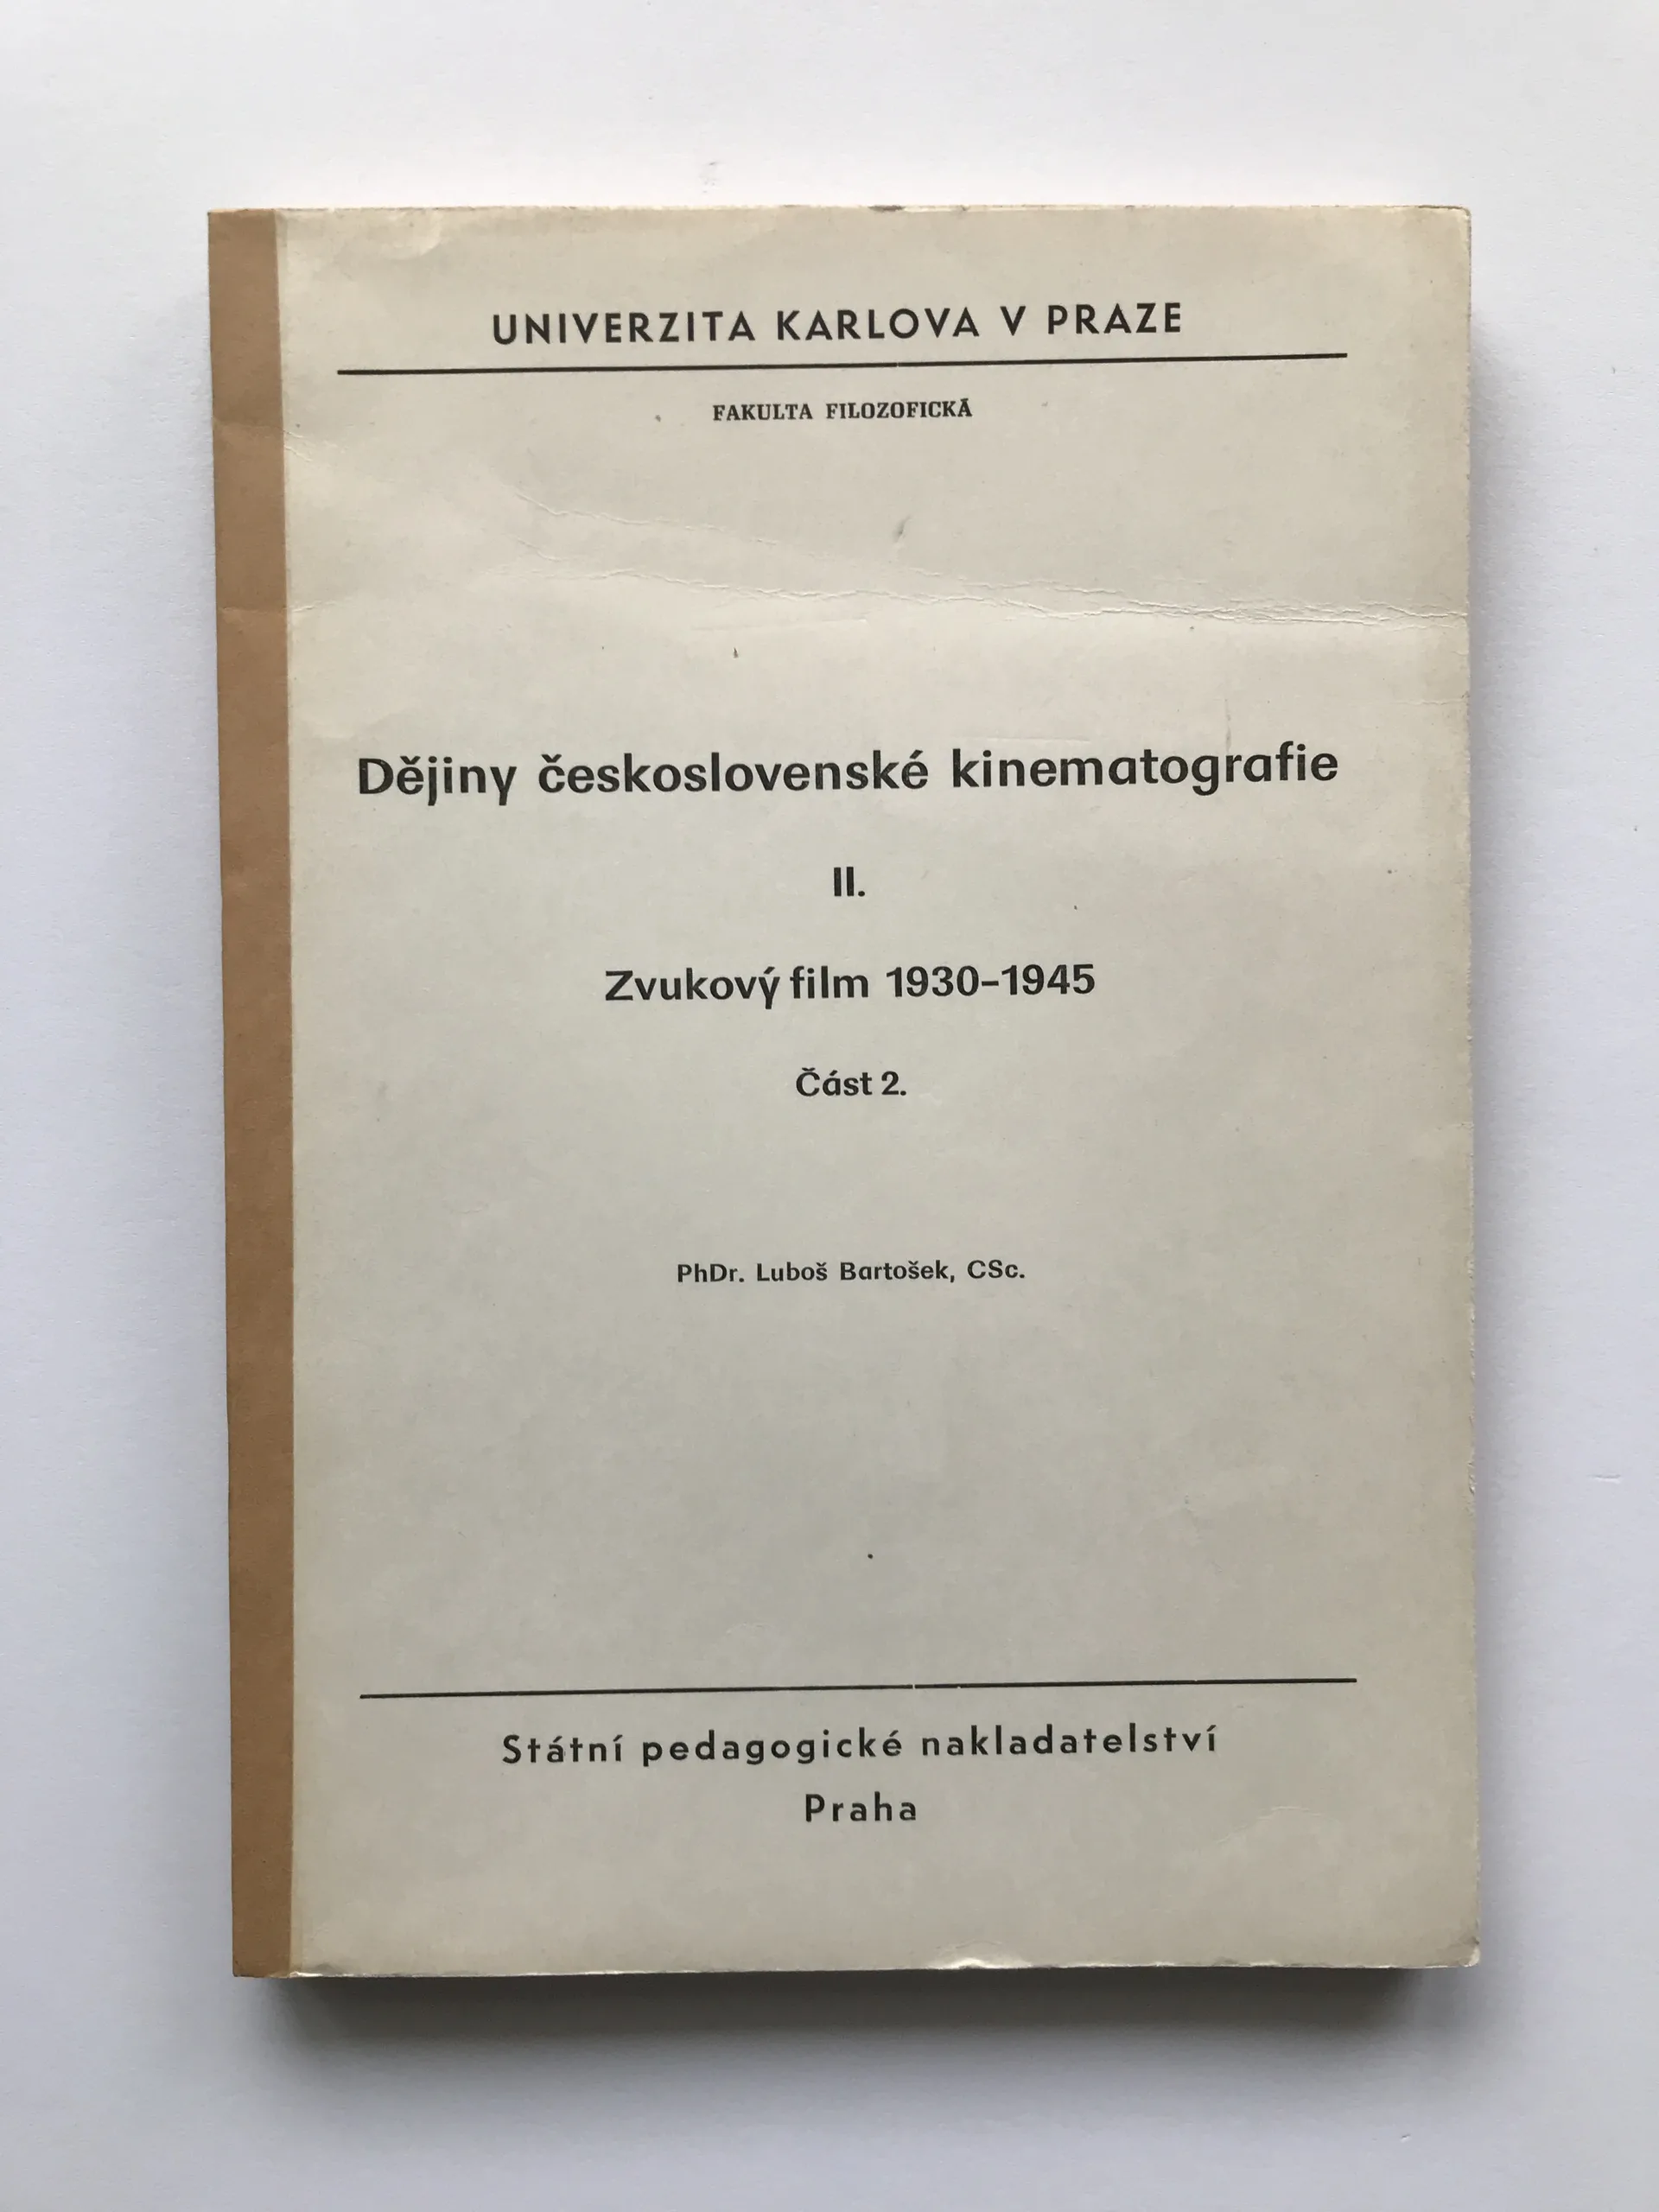 UNIVERZITA KARLOVA V PRAZE
FAKULTA FILOZOFICKÁ
Dějiny československé kinematografie
II.
Zvukový film 1930–1945
Část 2.
PhDr. Luboš Bartošek, CSc.
Státní pedagogické nakladatelství
Praha